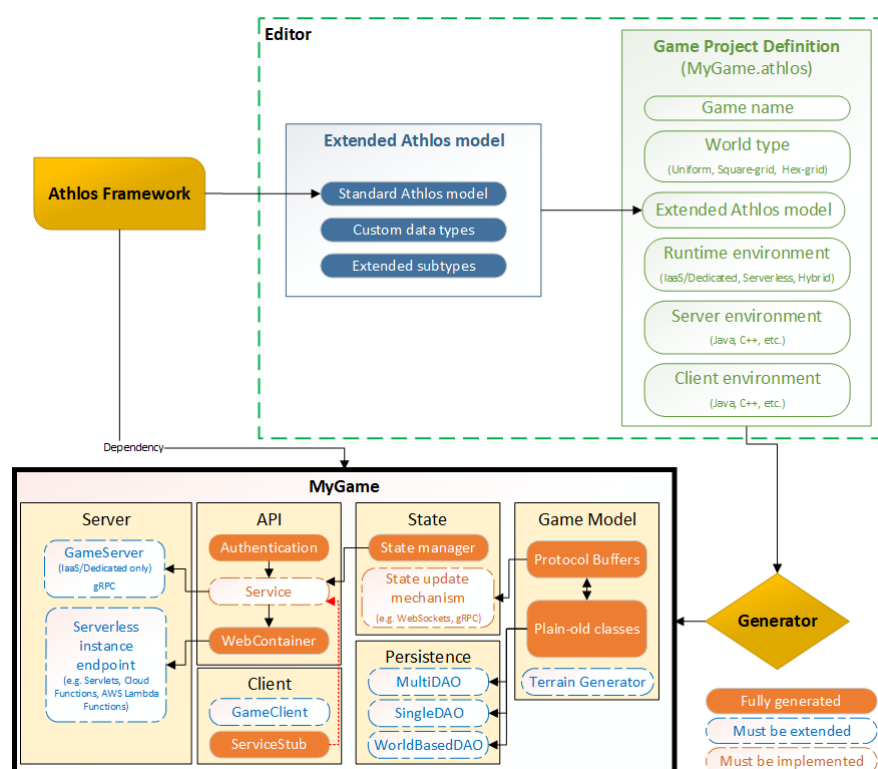 Editor
Game Project Definition
(MyGame.athlos)
Game name
World type
(Uniform, Square-grid, Hex-grid)
Extended Athlos model
Runtime environment
(IaaS/Dedicated, Serverless, Hybrid)
Server environment
(Java, C++, etc.)
Client environment
(Java, C++, etc.)
Extended Athlos model
Standard Athlos model
Custom data types
Extended subtypes
Athlos Framework
Dependency
MyGame
Server
GameServer
(IaaS/Dedicated only)
gRPC
Serverless
instance
endpoint
(e.g. Servlets, Cloud
Functions, AWS Lambda
Functions)
API
Authentication
Service
WebContainer
Client
GameClient
ServiceStub
State
State manager
State update
mechanism
(e.g. WebSockets, gRPC)
Persistence
MultiDAO
SingleDAO
WorldBasedDAO
Game Model
Protocol Buffers
Plain-old classes
Terrain Generator
Generator
Fully generated
Must be extended
Must be implemented